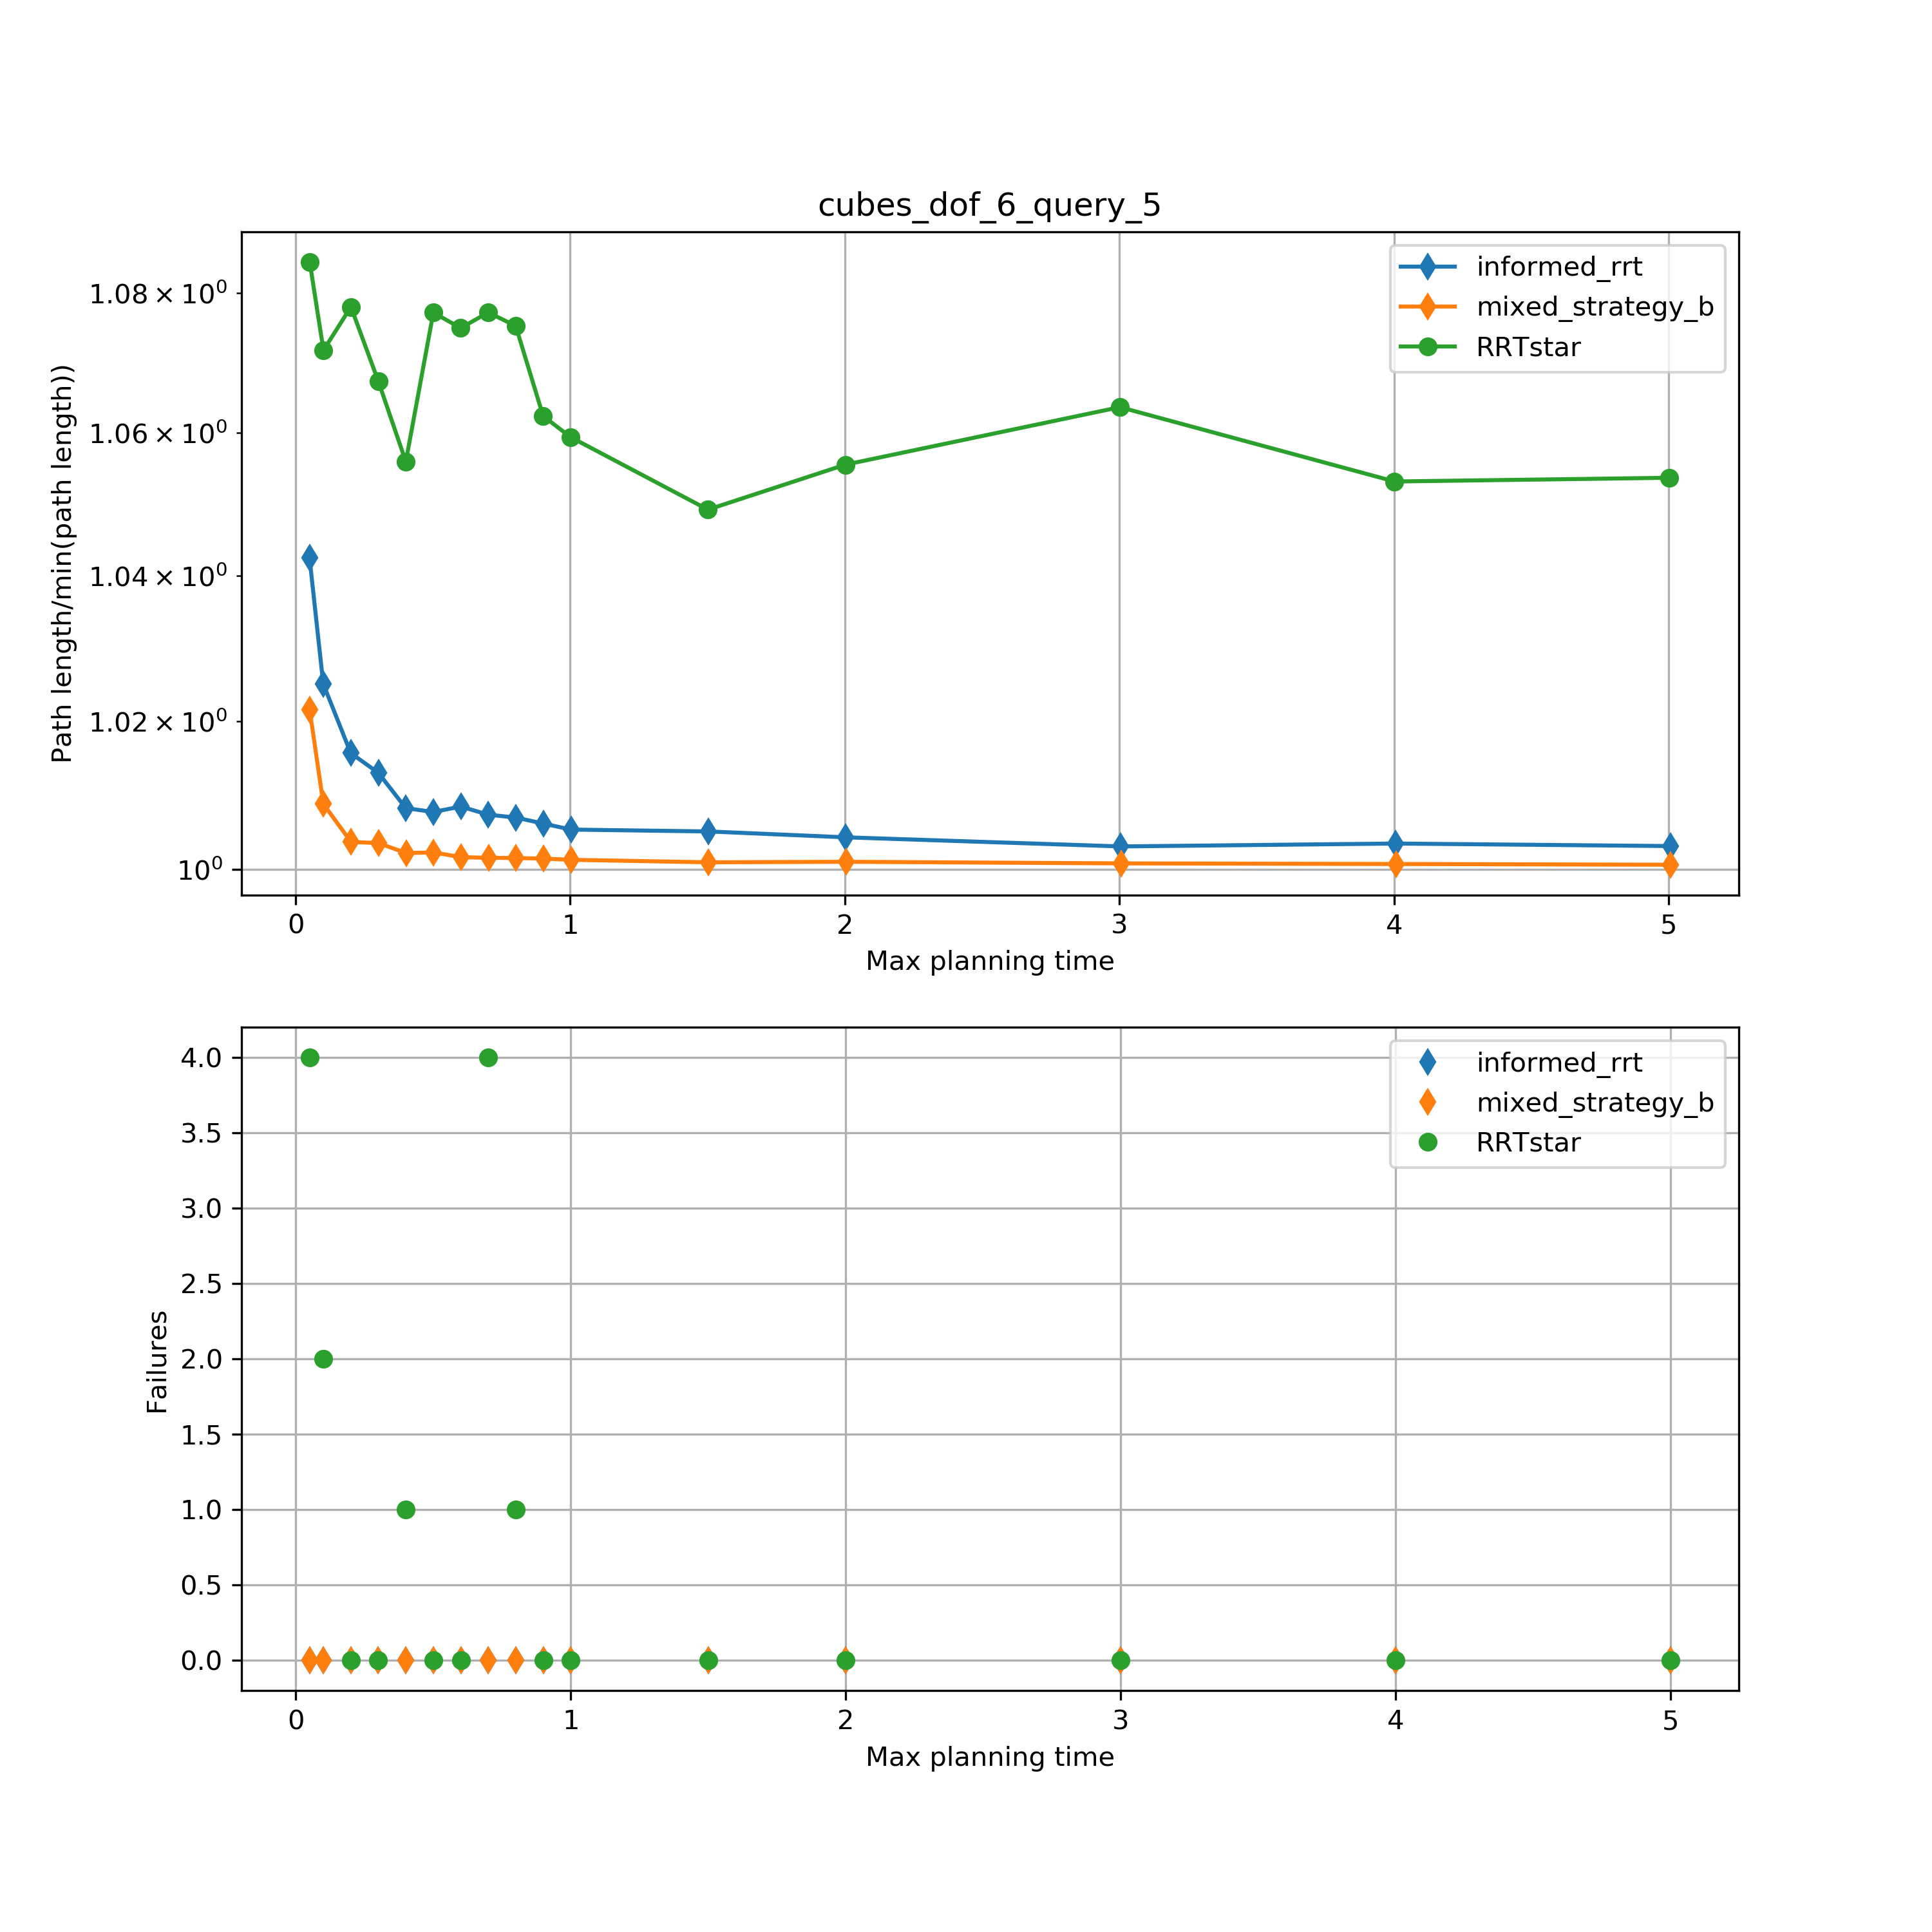 cubes_dof_6_query_5
Path length/min(path length))
1.08 × 10⁰
1.06 × 10⁰
1.04 × 10⁰
1.02 × 10⁰
10⁰
informed_rrt
mixed_strategy_b
RRTstar
0 1 2 3 4 5
Max planning time
Failures
4.0
3.5
3.0
2.5
2.0
1.5
1.0
0.5
0.0
informed_rrt
mixed_strategy_b
RRTstar
0 1 2 3 4 5
Max planning time